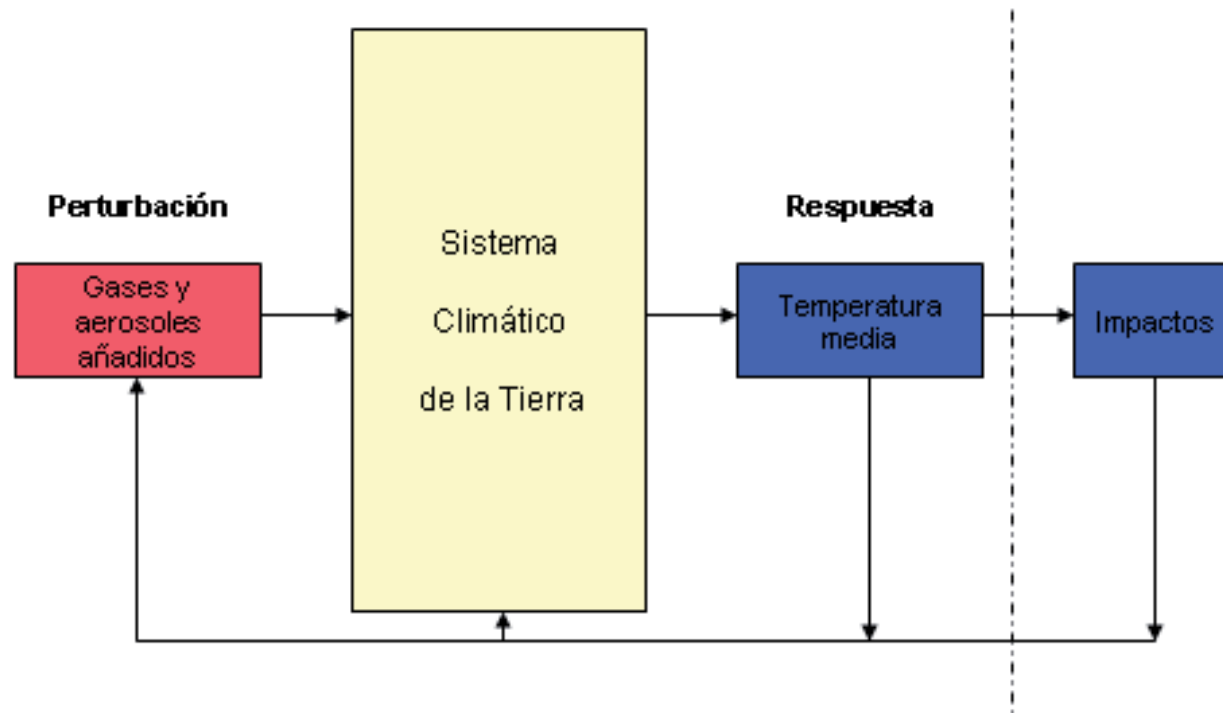 Perturbación
Gases y
aerosoles
añadidos
Sistema
Climático
de la Tierra
Respuesta
Temperatura
media
Impactos